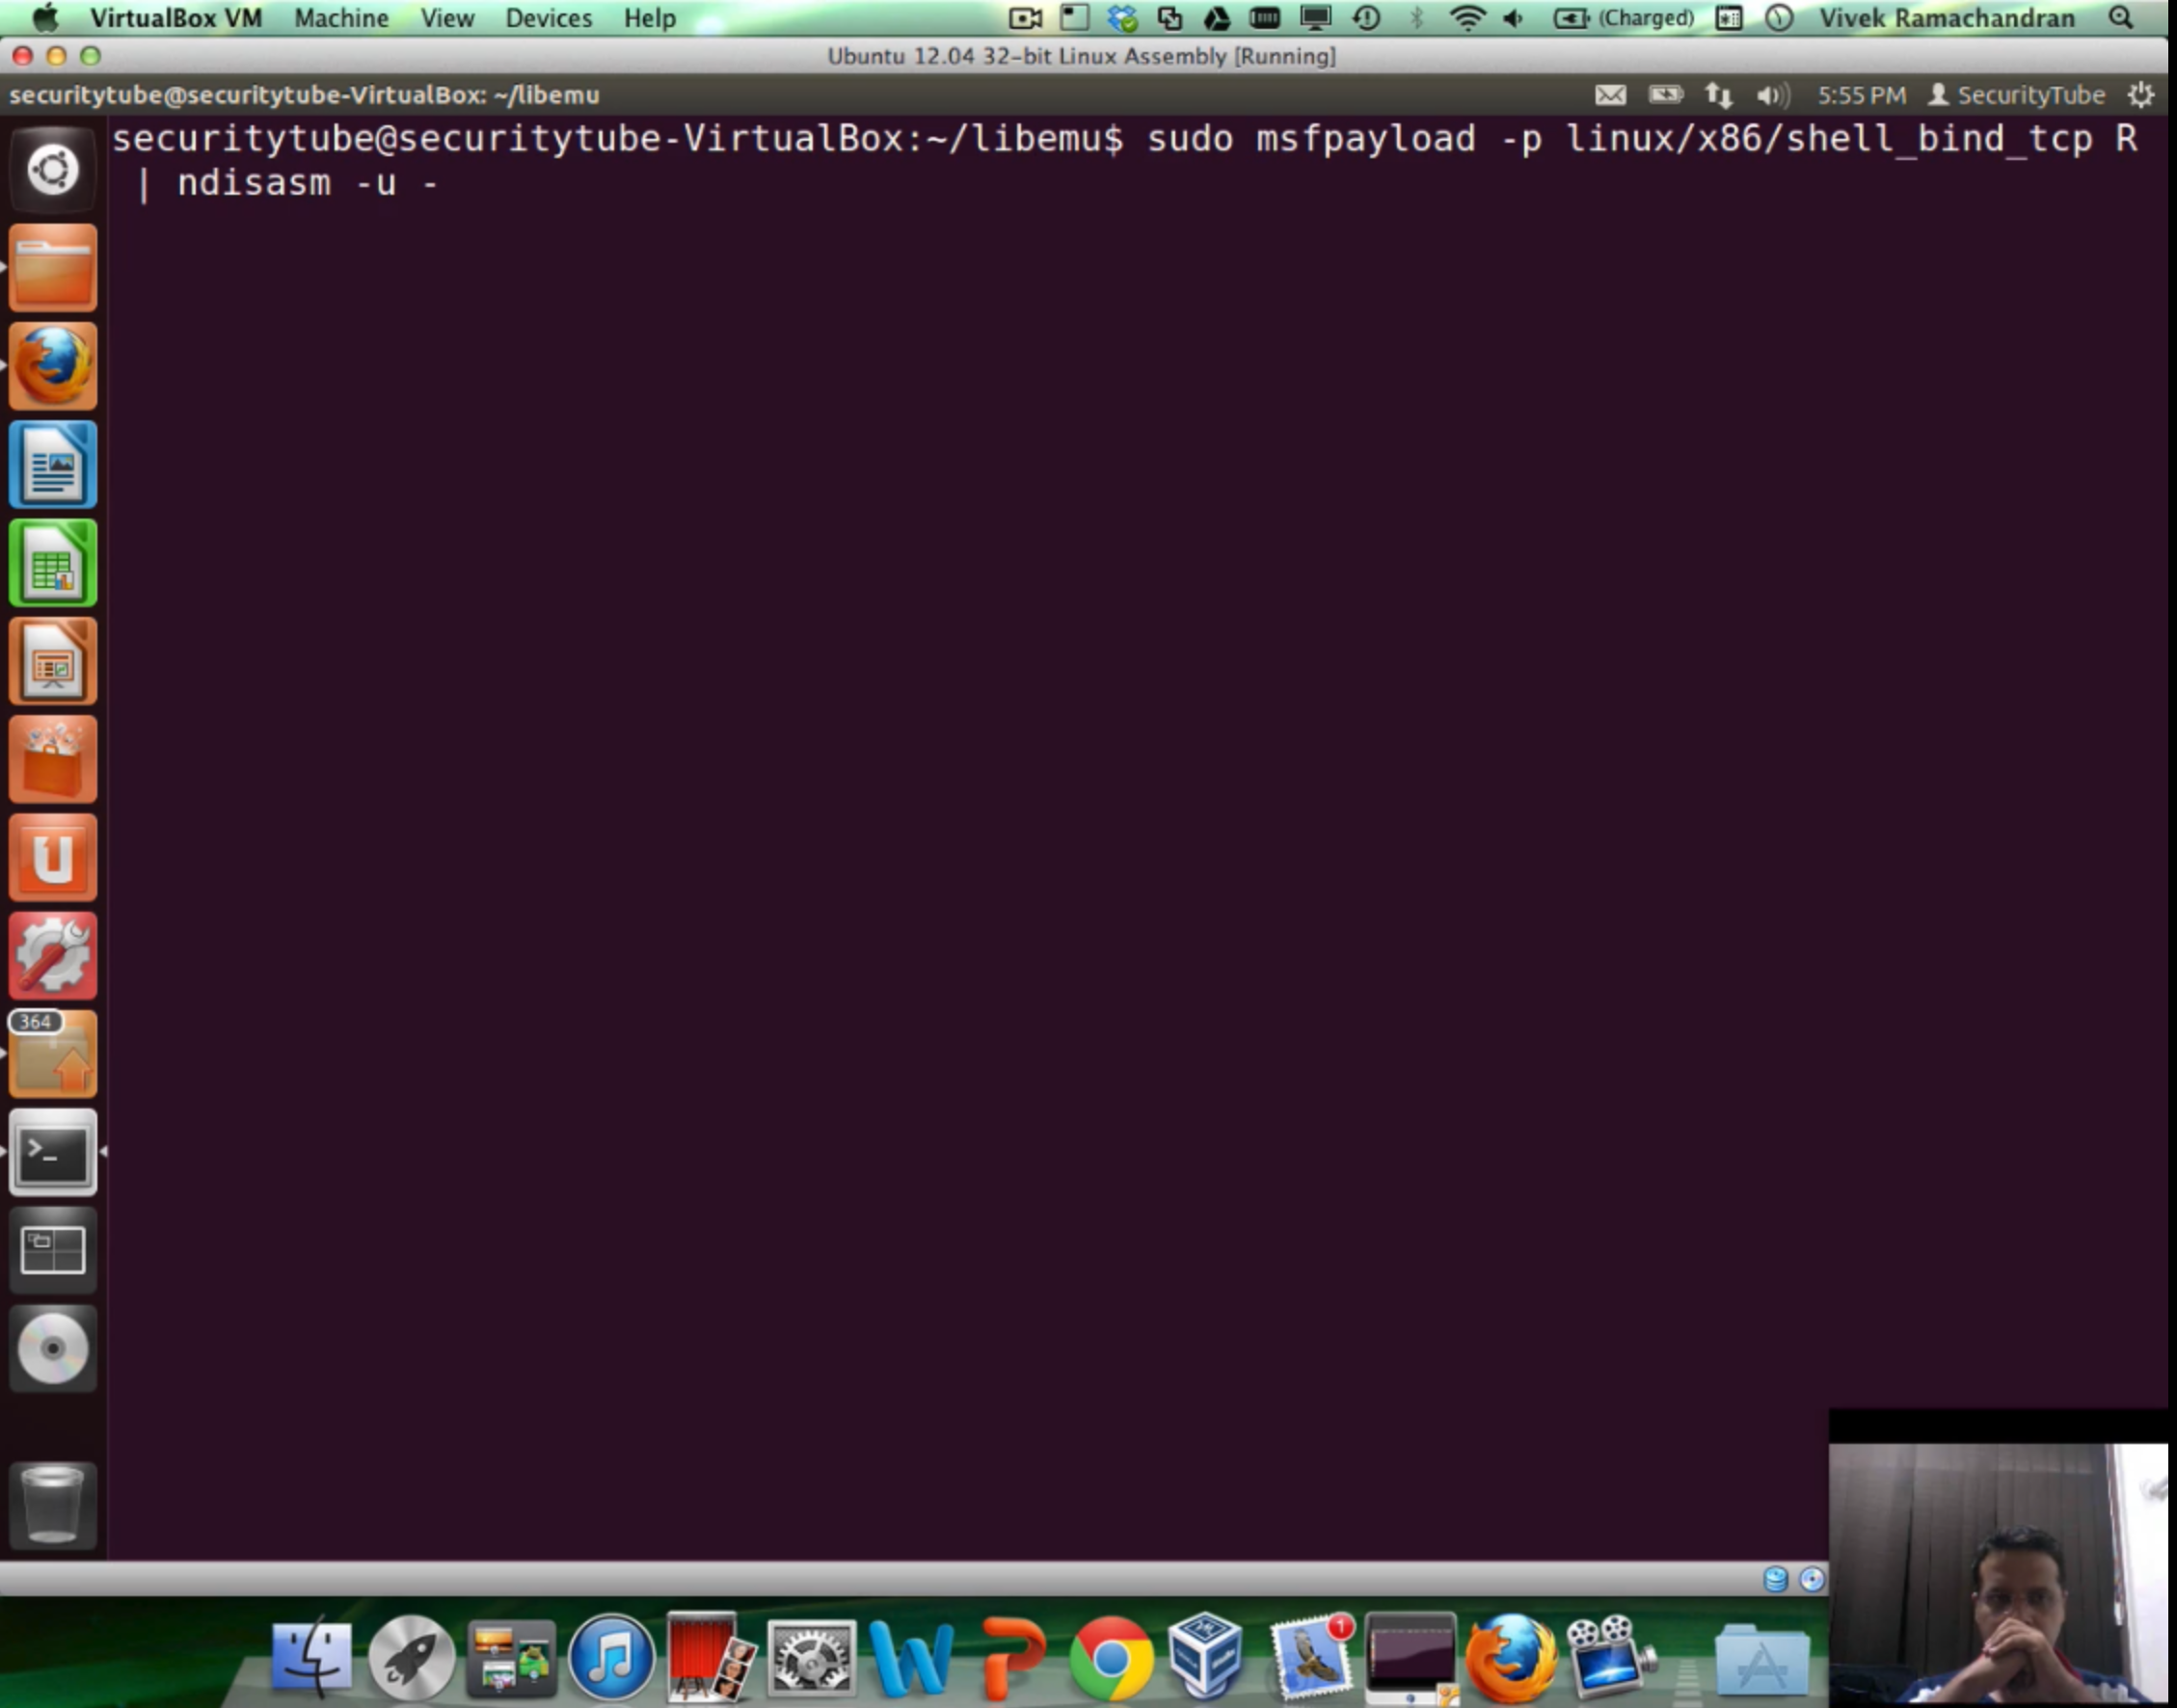 VirtualBox VM Machine View Devices Help (Charged) Vivek Ramachandran
Ubuntu 12.04 32-bit Linux Assembly [Running]
securitytube@securitytube-VirtualBox: ~/libemu 5:55 PM SecurityTube
securitytube@securitytube-VirtualBox:~/libemu$ sudo msfpayload -p linux/x86/shell_bind_tcp R
| ndisasm -u -
364
1